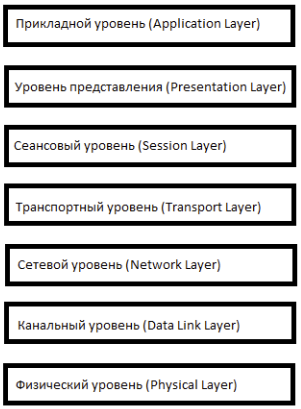 Прикладной уровень (Application Layer)
Уровень представления (Presentation Layer)
Сеансовый уровень (Session Layer)
Транспортный уровень (Transport Layer)
Сетевой уровень (Network Layer)
Канальный уровень (Data Link Layer)
Физический уровень (Physical Layer)